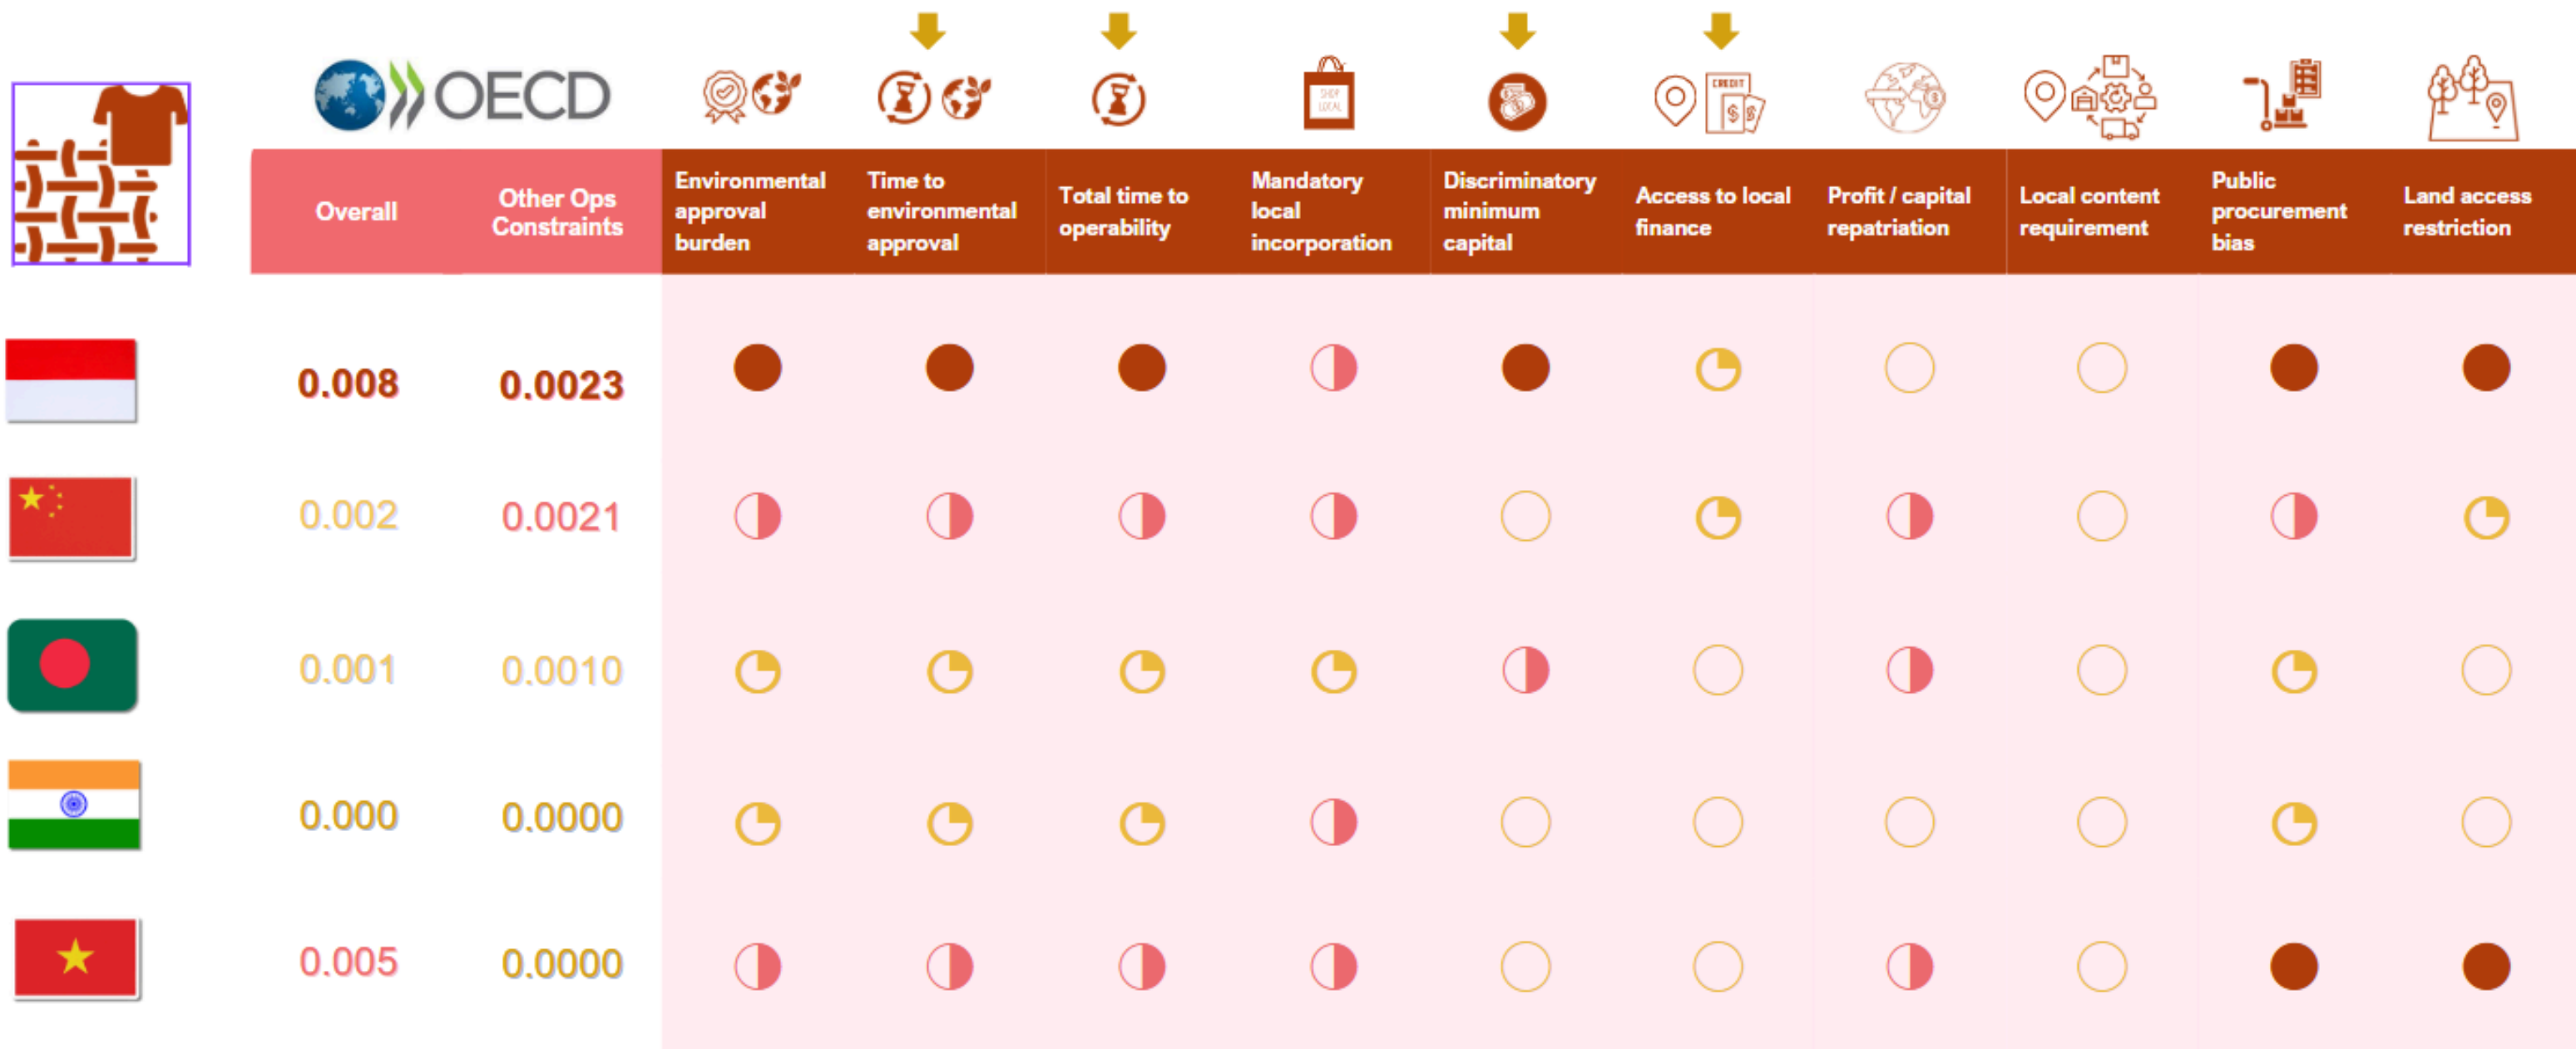 OECD
SHOP
LOCAL
CREDIT
$ $
$
Overall
Other Ops
Constraints
Environmental
approval
burden
Time to
environmental
approval
Total time to
operability
Mandatory
local
incorporation
Discriminatory
minimum
capital
Access to local
finance
Profit / capital
repatriation
Local content
requirement
Public
procurement
bias
Land access
restriction
0.008
0.0023
0.002
0.0021
0.001
0.0010
0.000
0.0000
0.005
0.0000